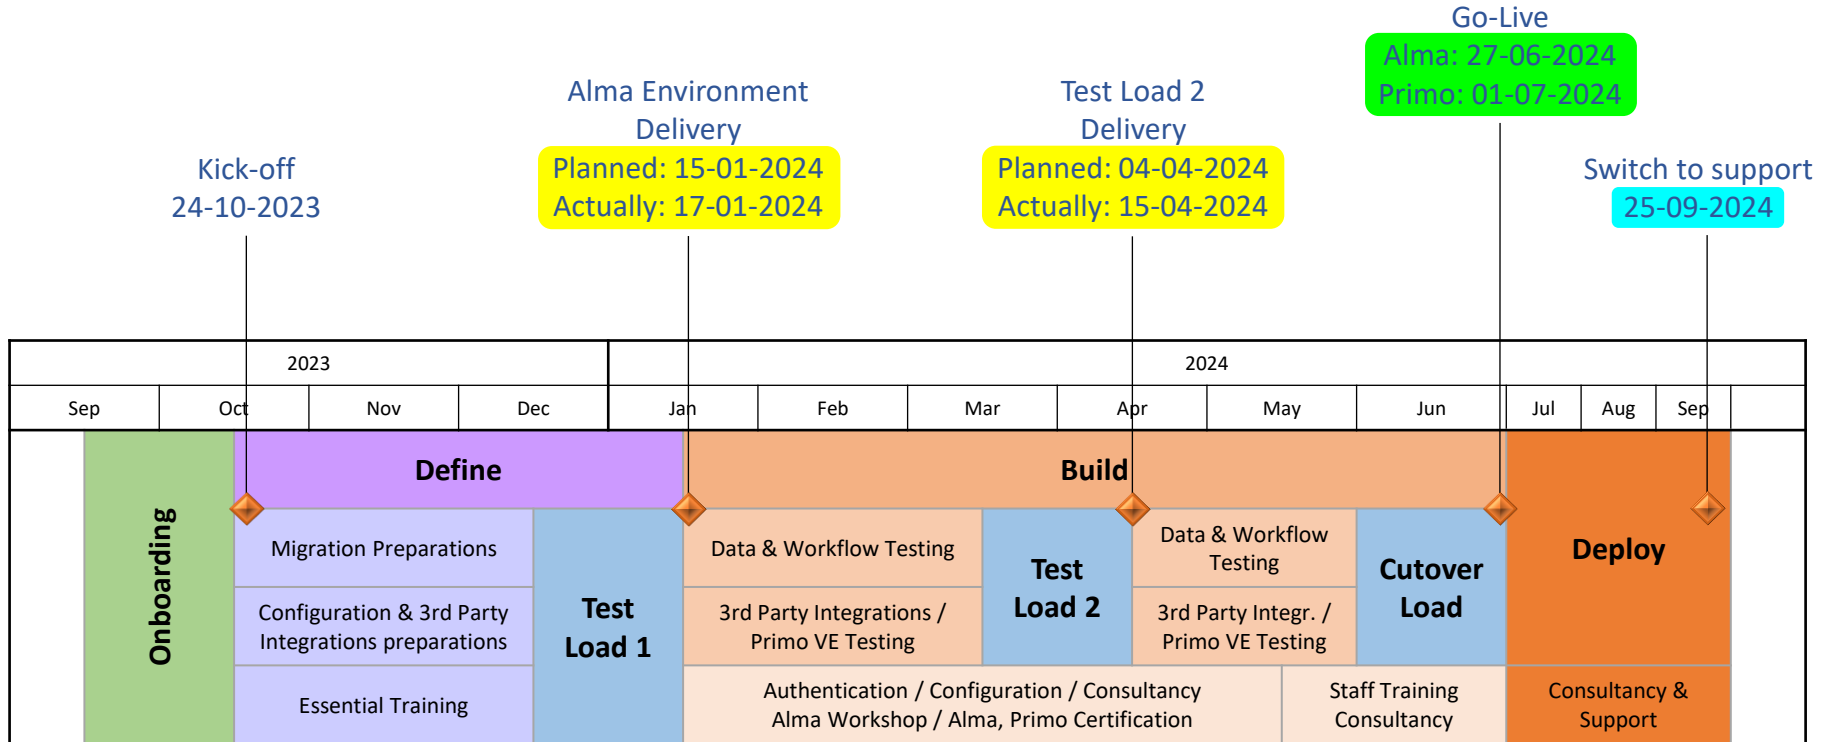 Go-Live
Alma: 27-06-2024
Primo: 01-07-2024
Alma Environment
Delivery
Planned: 15-01-2024
Actually: 17-01-2024
Test Load 2
Delivery
Planned: 04-04-2024
Actually: 15-04-2024
Kick-off
24-10-2023
Switch to support
25-09-2024
2023
2024
Sep
Oct
Nov
Dec
Jan
Feb
Mar
Apr
May
Jun
Jul
Aug
Sep
Onboarding
Define
Build
Deploy
Migration Preparations
Configuration & 3rd Party
Integrations preparations
Essential Training
Test
Load 1
Data & Workflow Testing
3rd Party Integrations /
Primo VE Testing
Test
Load 2
Data & Workflow
Testing
3rd Party Integr. /
Primo VE Testing
Cutover
Load
Authentication / Configuration / Consultancy
Alma Workshop / Alma, Primo Certification
Staff Training
Consultancy
Consultancy &
Support